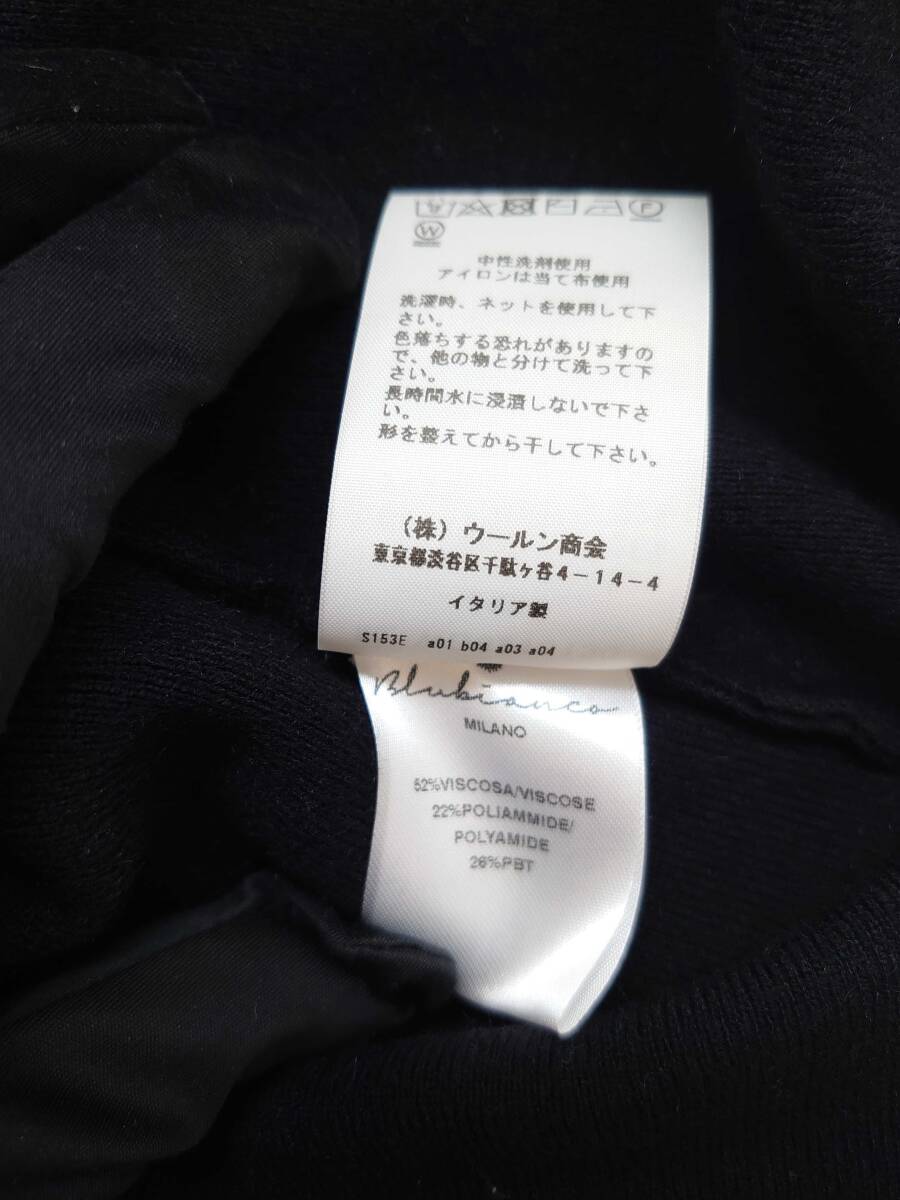 F
W
中性洗剤使用
アイロンは当て布使用
洗濯時、ネットを使用して下
さい。
色落ちする恐れがありますの
で、他の物と分けて洗って下
さい。
長時間水に浸漬しないで下さ
い。
形を整えてから干して下さい。
(株)ウールン商会
東京都渋谷区千駄ヶ谷4-14-4
イタリア製
S153E a01 b04 a03 a04
Blubianco
MILANO
52%VISCOSA/VISCOSE
22%POLIAMMIDE/
POLYAMIDE
26%PBT